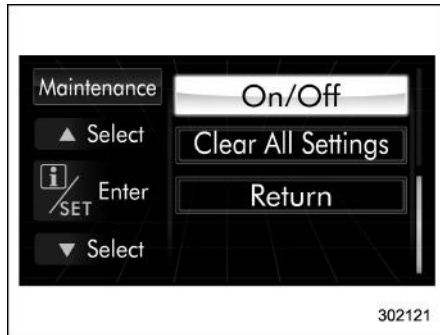 Maintenance
On/Off
▲ Select
Clear All Settings
i/SET Enter
Return
▼ Select
302121